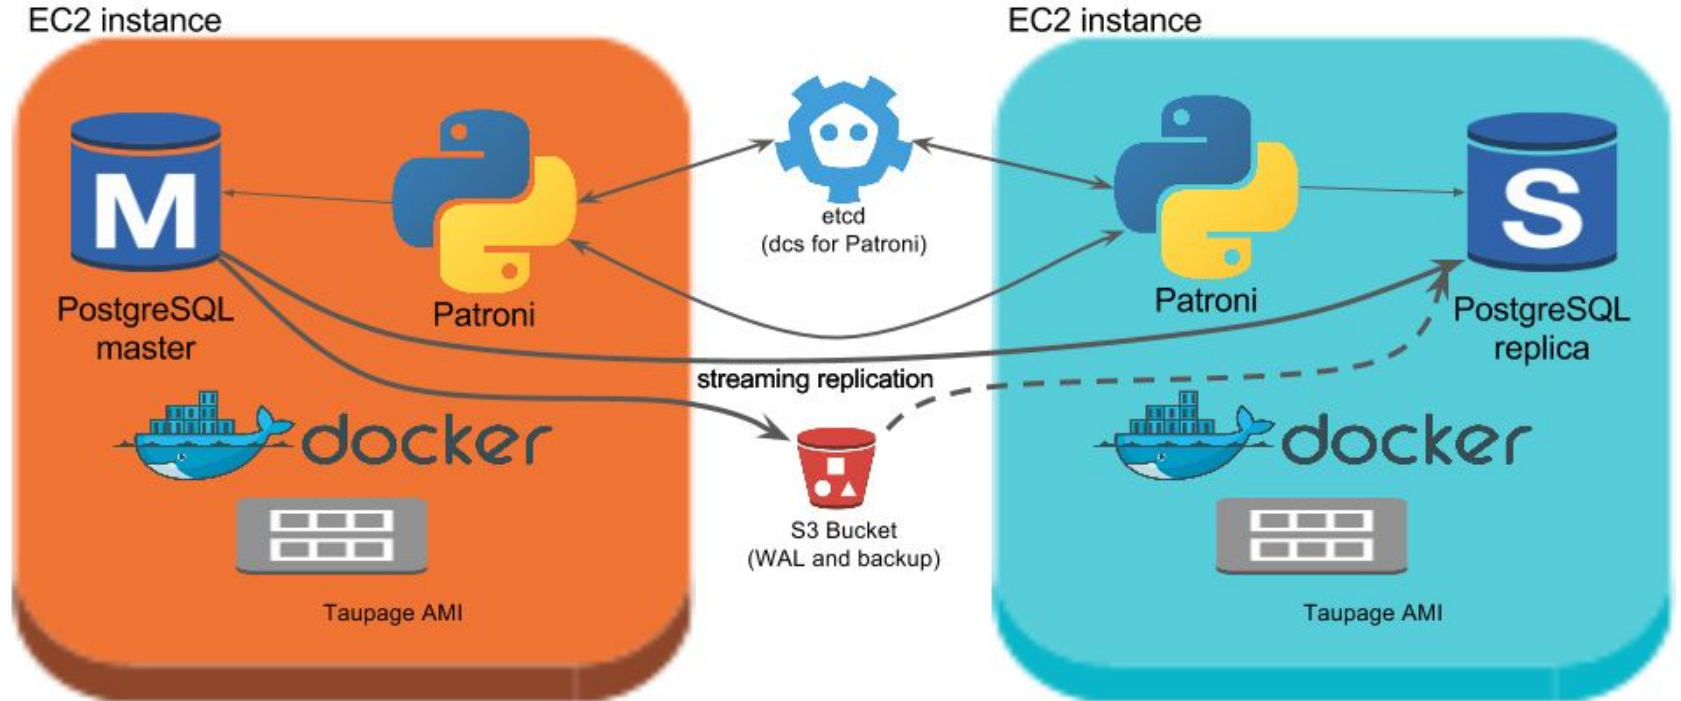 EC2 instance
EC2 instance
M
PostgreSQL
master
Patroni
etcd
(dcs for Patroni)
Patroni
S
PostgreSQL
replica
streaming replication
docker
docker
S3 Bucket
(WAL and backup)
Taupage AMI
Taupage AMI